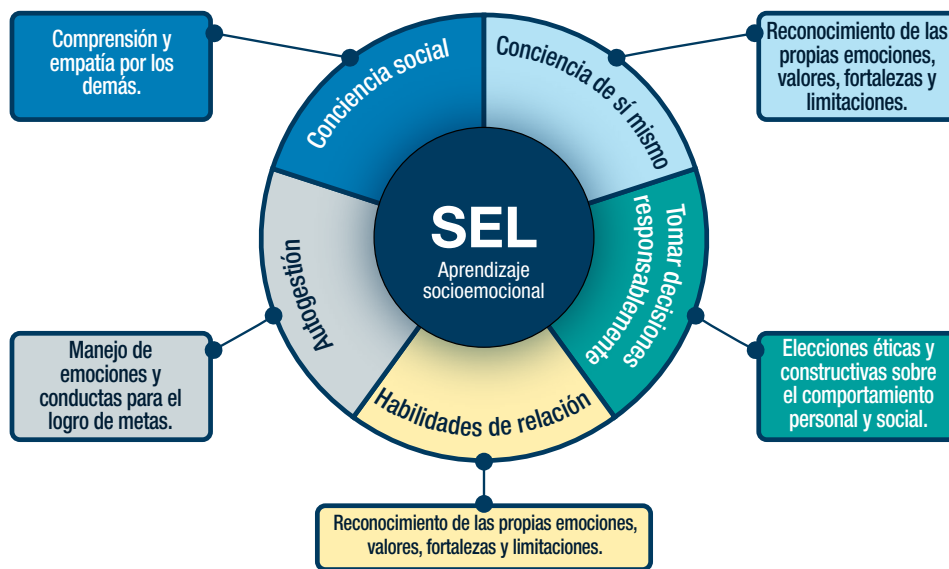 Comprensión y
empatía por los
demás.
Conciencia social
Conciencia de sí mismo
Reconocimiento de las
propias emociones,
valores, fortalezas y
limitaciones.
SEL
Aprendizaje
socioemocional
Tomar decisiones
responsablemente
Autogestión
Habilidades de relación
Manejo de
emociones y
conductas para el
logro de metas.
Elecciones éticas y
constructivas sobre
el comportamiento
personal y social.
Reconocimiento de las propias emociones,
valores, fortalezas y limitaciones.